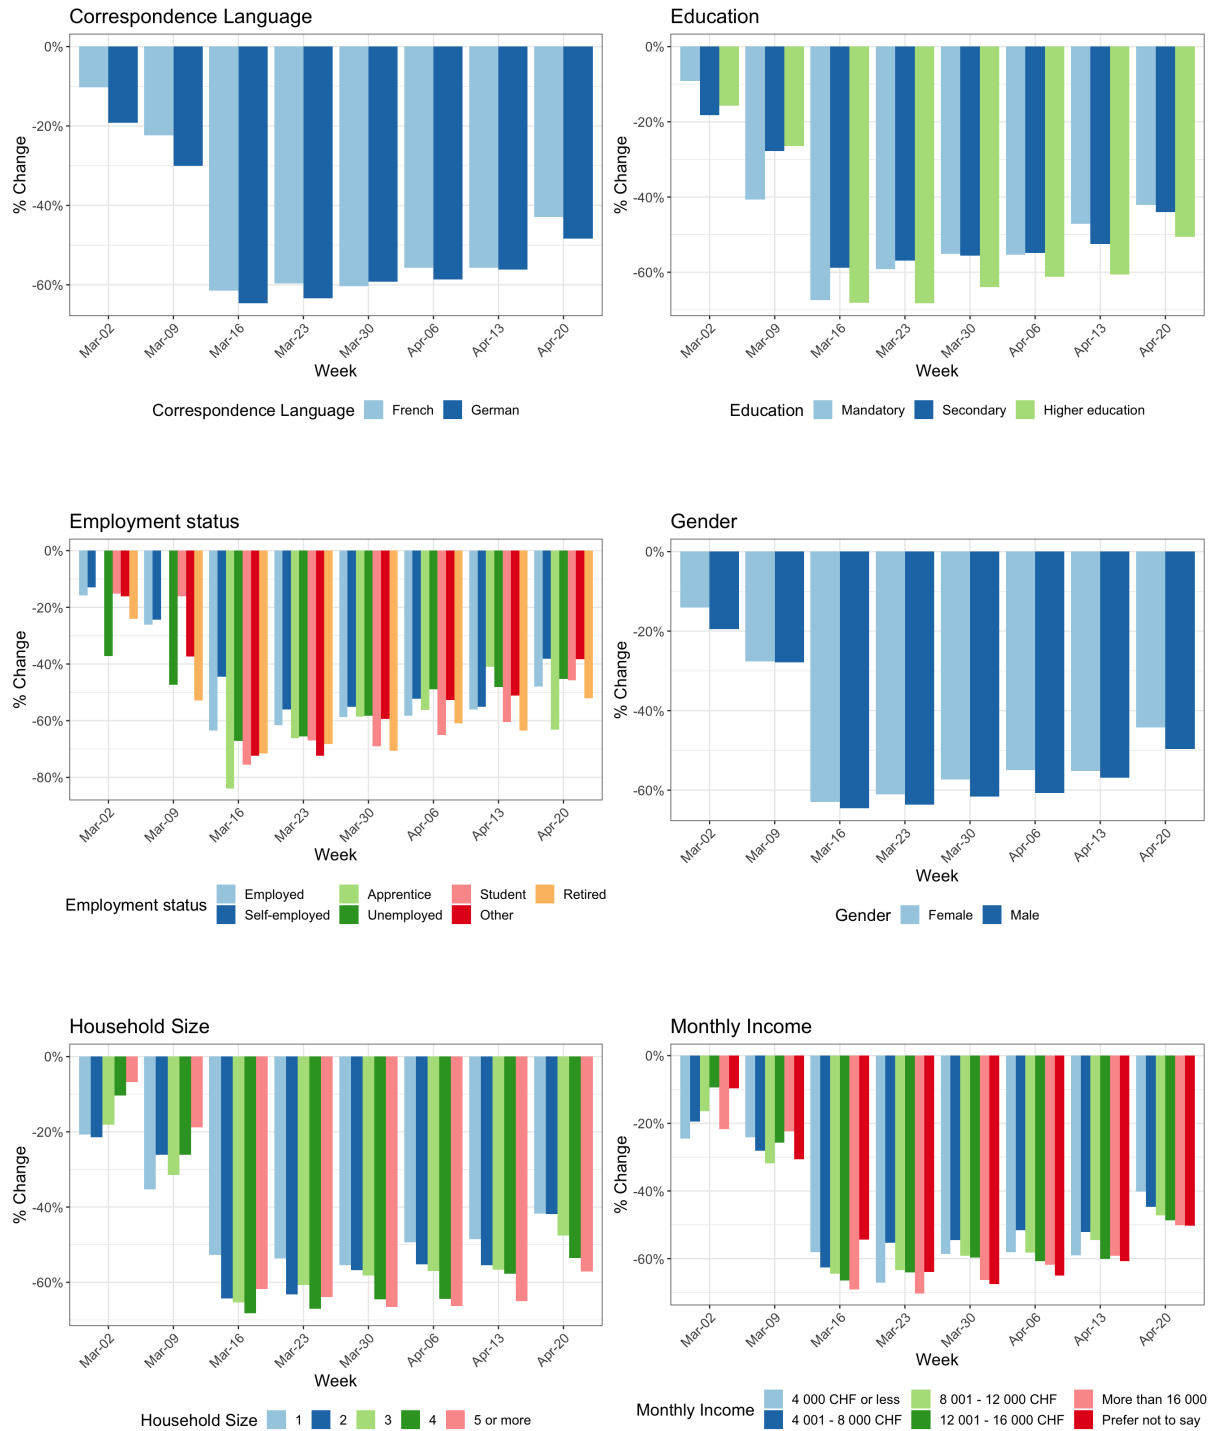 Correspondence Language
0%
-20%
-40%
-60%
% Change
Mar-02 Mar-09 Mar-16 Mar-23 Mar-30 Apr-06 Apr-13 Apr-20
Week
Correspondence Language French German
Education
0%
-20%
-40%
-60%
% Change
Mar-02 Mar-09 Mar-16 Mar-23 Mar-30 Apr-06 Apr-13 Apr-20
Week
Education Mandatory Secondary Higher education
Employment status
0%
-20%
-40%
-60%
-80%
% Change
Mar-02 Mar-09 Mar-16 Mar-23 Mar-30 Apr-06 Apr-13 Apr-20
Week
Employment status
Employed Apprentice Student Retired
Self-employed Unemployed Other
Gender
0%
-20%
-40%
-60%
% Change
Mar-02 Mar-09 Mar-16 Mar-23 Mar-30 Apr-06 Apr-13 Apr-20
Week
Gender Female Male
Household Size
0%
-20%
-40%
-60%
% Change
Mar-02 Mar-09 Mar-16 Mar-23 Mar-30 Apr-06 Apr-13 Apr-20
Week
Household Size 1 2 3 4 5 or more
Monthly Income
0%
-20%
-40%
-60%
% Change
Mar-02 Mar-09 Mar-16 Mar-23 Mar-30 Apr-06 Apr-13 Apr-20
Week
Monthly Income
4 000 CHF or less 8 001 - 12 000 CHF More than 16 000
4 001 - 8 000 CHF 12 001 - 16 000 CHF Prefer not to say